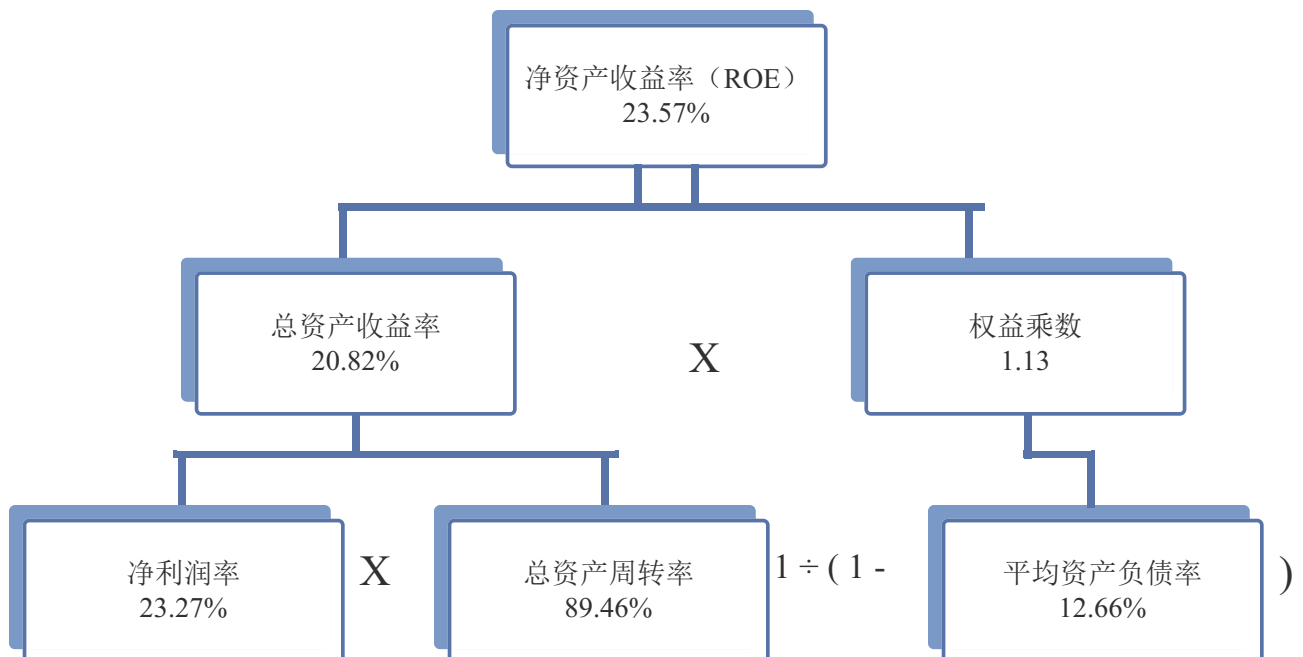 净资产收益率（ROE）
23.57%
总资产收益率
20.82%
X
权益乘数
1.13
净利润率
23.27%
X
总资产周转率
89.46%
1 ÷ ( 1 -
平均资产负债率
12.66%
)